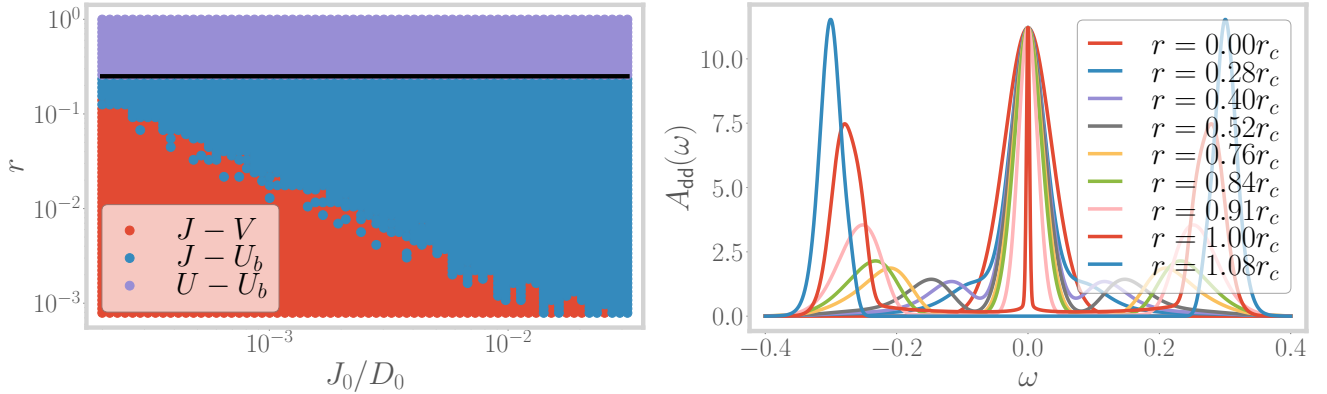 10^0
10^{-1}
10^{-2}
10^{-3}
r
J − V
J − U_b
U − U_b
10^{-3}
10^{-2}
J_0/D_0
10.0
7.5
5.0
2.5
0.0
A_{dd}(ω)
r = 0.00r_c
r = 0.28r_c
r = 0.40r_c
r = 0.52r_c
r = 0.76r_c
r = 0.84r_c
r = 0.91r_c
r = 1.00r_c
r = 1.08r_c
−0.4
−0.2
0.0
0.2
0.4
ω